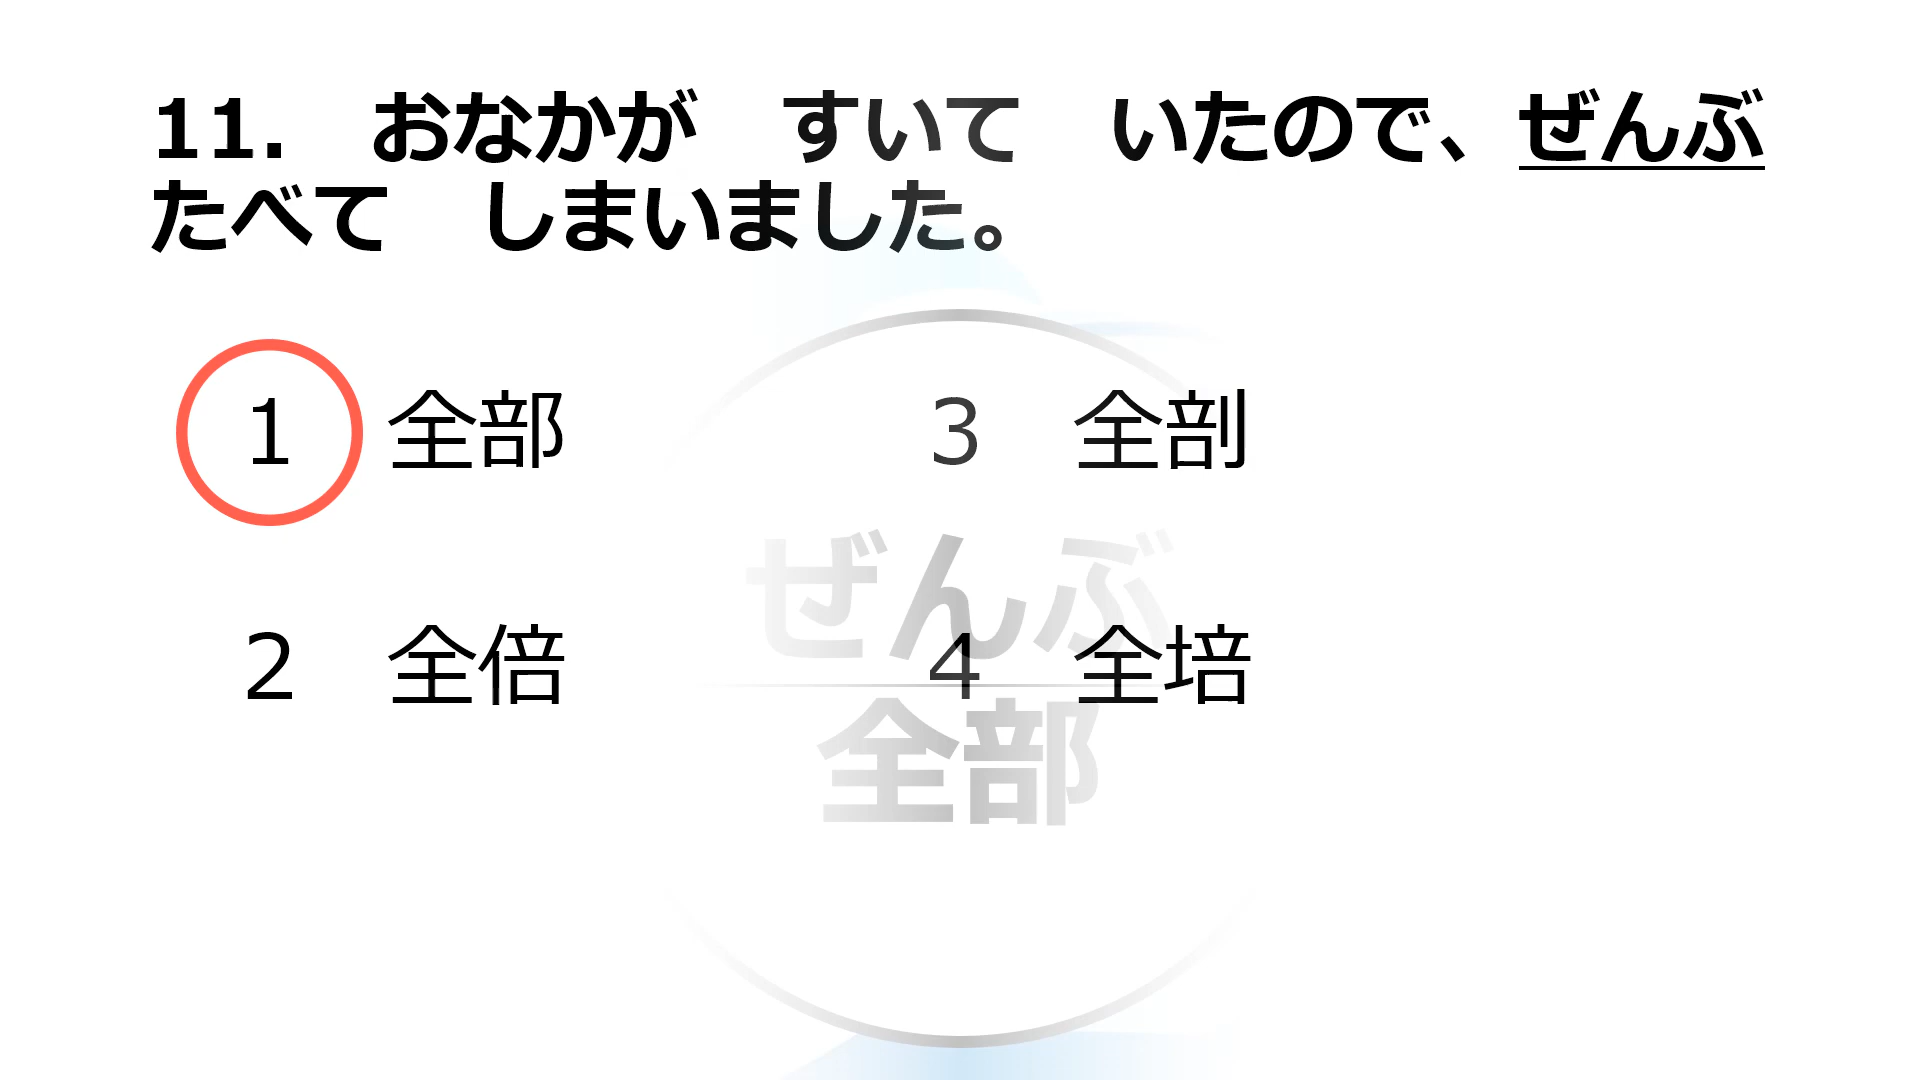 11.　おなかが　すいて　いたので、ぜんぶ
たべて　しまいました。
1　全部
3　全剖
2　全倍
4　全培
ぜんぶ
全部